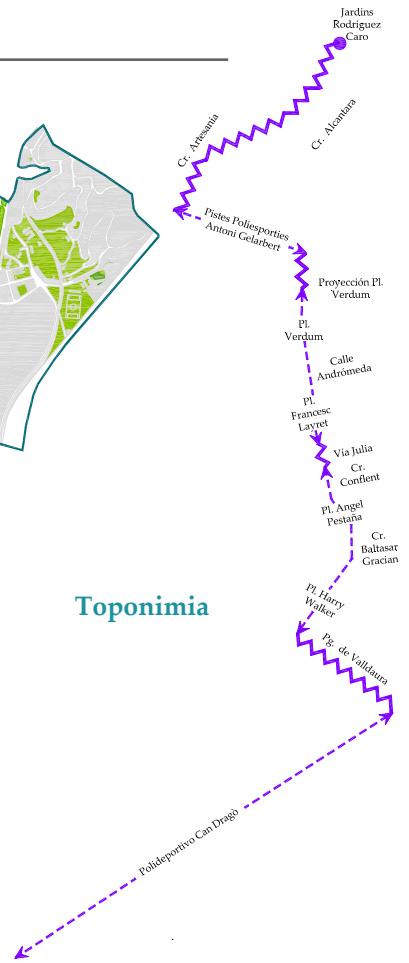 Jardins
Rodriguez
Caro
Cr. Artesania
Cr. Alcantara
Pistes Poliesporties
Antoni Gelarbert
Proyección Pl.
Verdum
Pl.
Verdum
Calle
Andrómeda
Pl.
Francesc
Layret
Vía Julia
Cr.
Conflent
Pl. Angel
Pestaña
Cr.
Baltasar
Gracian
Pl. Harry
Walker
Toponimia
Pg. de Valldaura
Polideportivo Can Dragò